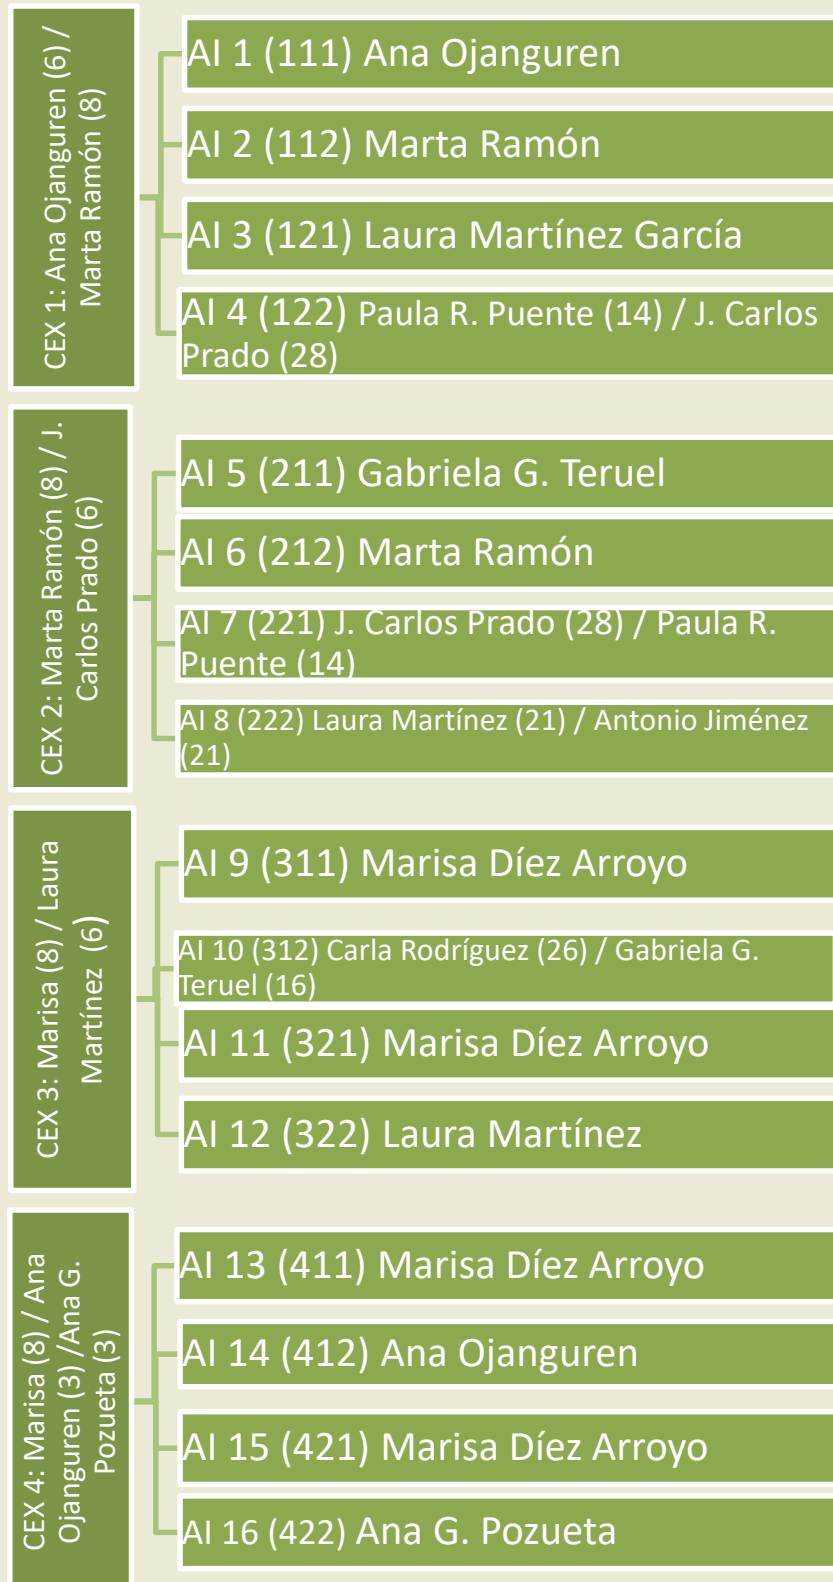 CEX 1: Ana Ojanguren (6) /
Marta Ramón (8)
AI 1 (111) Ana Ojanguren
AI 2 (112) Marta Ramón
AI 3 (121) Laura Martínez García
AI 4 (122) Paula R. Puente (14) / J. Carlos
Prado (28)
CEX 2: Marta Ramón (8) / J.
Carlos Prado (6)
AI 5 (211) Gabriela G. Teruel
AI 6 (212) Marta Ramón
AI 7 (221) J. Carlos Prado (28) / Paula R.
Puente (14)
AI 8 (222) Laura Martínez (21) / Antonio Jiménez
(21)
CEX 3: Marisa (8) / Laura
Martínez (6)
AI 9 (311) Marisa Díez Arroyo
AI 10 (312) Carla Rodríguez (26) / Gabriela G.
Teruel (16)
AI 11 (321) Marisa Díez Arroyo
AI 12 (322) Laura Martínez
CEX 4: Marisa (8) / Ana
Ojanguren (3) /Ana G.
Pozueta (3)
AI 13 (411) Marisa Díez Arroyo
AI 14 (412) Ana Ojanguren
AI 15 (421) Marisa Díez Arroyo
AI 16 (422) Ana G. Pozueta